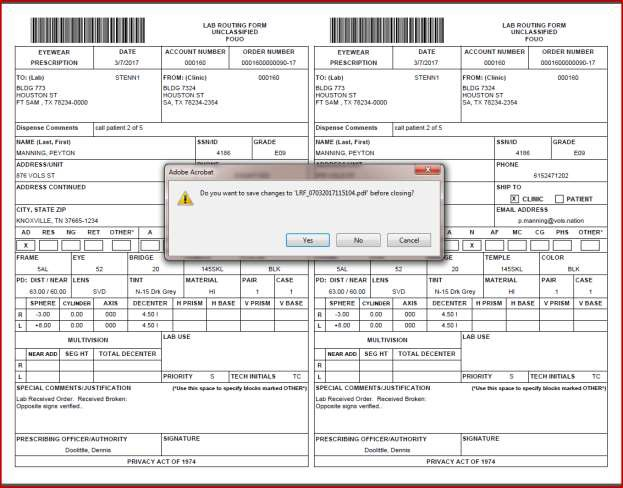 LAB ROUTING FORM
UNCLASSIFIED
FOUO
EYEWEAR PRESCRIPTION
DATE
3/7/2017
ACCOUNT NUMBER
000160
ORDER NUMBER
0001600000090-17
TO: (Lab) STENN1
BLDG 773
HOUSTON ST
FT SAM , TX 78234-0000
FROM: (Clinic) 000160
BLDG 7324
HOUSTON ST
SA, TX 78234-2354
Dispense Comments call patient 2 of 5
NAME (Last, First) SSN/ID GRADE
MANNING, PEYTON 4186 E09
ADDRESS/UNIT
876 VOLS ST
ADDRESS CONTINUED
CITY, STATE ZIP
KNOXVILLE, TN 37665-1234
AD RES NG RET OTHER*
X
FRAME EYE BRIDGE
5AL 52 20 145SKL BLK
PD: DIST / NEAR LENS TINT MATERIAL PAIR CASE
63.00 / 60.00 SVD N-15 Drk Grey HI 1 1
SPHERE CYLINDER AXIS DECENTER H PRISM H BASE V PRISM V BASE
R -3.00 0.00 000 4.50 I
L +8.00 0.00 000 4.50 I
MULTIVISION LAB USE
NEAR ADD SEG HT TOTAL DECENTER
R
L PRIORITY S TECH INITIALS TC
SPECIAL COMMENTS/JUSTIFICATION (*Use this space to specify blocks marked OTHER*)
Lab Received Order: Received Broken:
Opposite signs verified..
PRESCRIBING OFFICER/AUTHORITY SIGNATURE
Doolittle, Dennis
PRIVACY ACT OF 1974
Adobe Acrobat
Do you want to save changes to 'LRF_07032017115104.pdf' before closing?
Yes No Cancel
LAB ROUTING FORM
UNCLASSIFIED
FOUO
EYEWEAR PRESCRIPTION
DATE
3/7/2017
ACCOUNT NUMBER
000160
ORDER NUMBER
0001600000090-17
TO: (Lab) STENN1
BLDG 773
HOUSTON ST
FT SAM , TX 78234-0000
FROM: (Clinic) 000160
BLDG 7324
HOUSTON ST
SA, TX 78234-2354
Dispense Comments call patient 2 of 5
NAME (Last, First) SSN/ID GRADE
MANNING, PEYTON 4186 E09
PHONE
6152472202
SHIP TO
X CLINIC PATIENT
EMAIL ADDRESS
p.manning@vols.nation
A N AF MC CG PHS OTHER*
X
BRIDGE TEMPLE COLOR
5AL 52 20 145SKL BLK
PD: DIST / NEAR LENS TINT MATERIAL PAIR CASE
63.00 / 60.00 SVD N-15 Drk Grey HI 1 1
SPHERE CYLINDER AXIS DECENTER H PRISM H BASE V PRISM V BASE
R -3.00 0.00 000 4.50 I
L +8.00 0.00 000 4.50 I
MULTIVISION LAB USE
NEAR ADD SEG HT TOTAL DECENTER
R
L PRIORITY S TECH INITIALS TC
SPECIAL COMMENTS/JUSTIFICATION (*Use this space to specify blocks marked OTHER*)
Lab Received Order: Received Broken:
Opposite signs verified..
PRESCRIBING OFFICER/AUTHORITY SIGNATURE
Doolittle, Dennis
PRIVACY ACT OF 1974